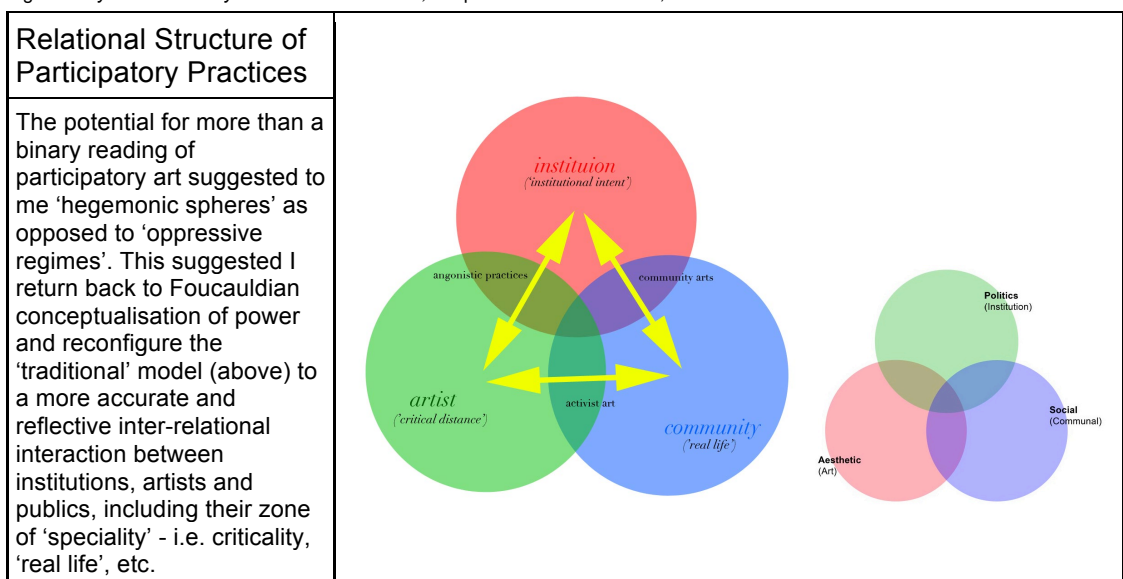 Relational Structure of
Participatory Practices
The potential for more than a
binary reading of
participatory art suggested to
me ‘hegemonic spheres’ as
opposed to ‘oppressive
regimes’. This suggested I
return back to Foucauldian
conceptualisation of power
and reconfigure the
‘traditional’ model (above) to
a more accurate and
reflective inter-relational
interaction between
institutions, artists and
publics, including their zone
of ‘speciality’ - i.e. criticality,
‘real life’, etc.
instituion
('institutional intent')
angonistic practices
community arts
artist
('critical distance')
activist art
community
('real life')
Politics
(Institution)
Social
(Communal)
Aesthetic
(Art)